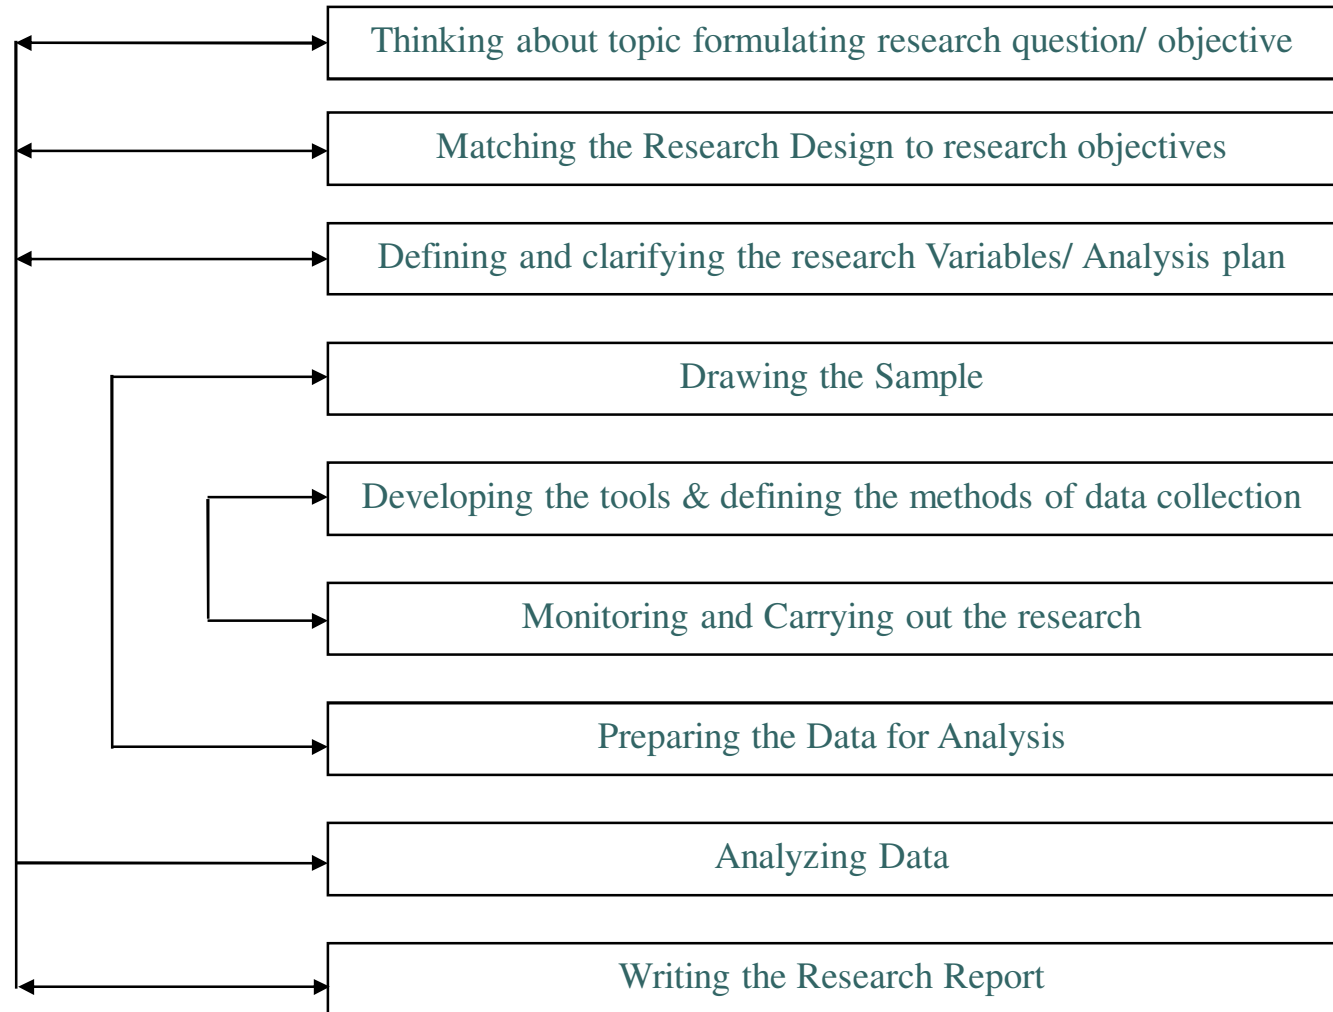 Thinking about topic formulating research question/ objective
Matching the Research Design to research objectives
Defining and clarifying the research Variables/ Analysis plan
Drawing the Sample
Developing the tools & defining the methods of data collection
Monitoring and Carrying out the research
Preparing the Data for Analysis
Analyzing Data
Writing the Research Report